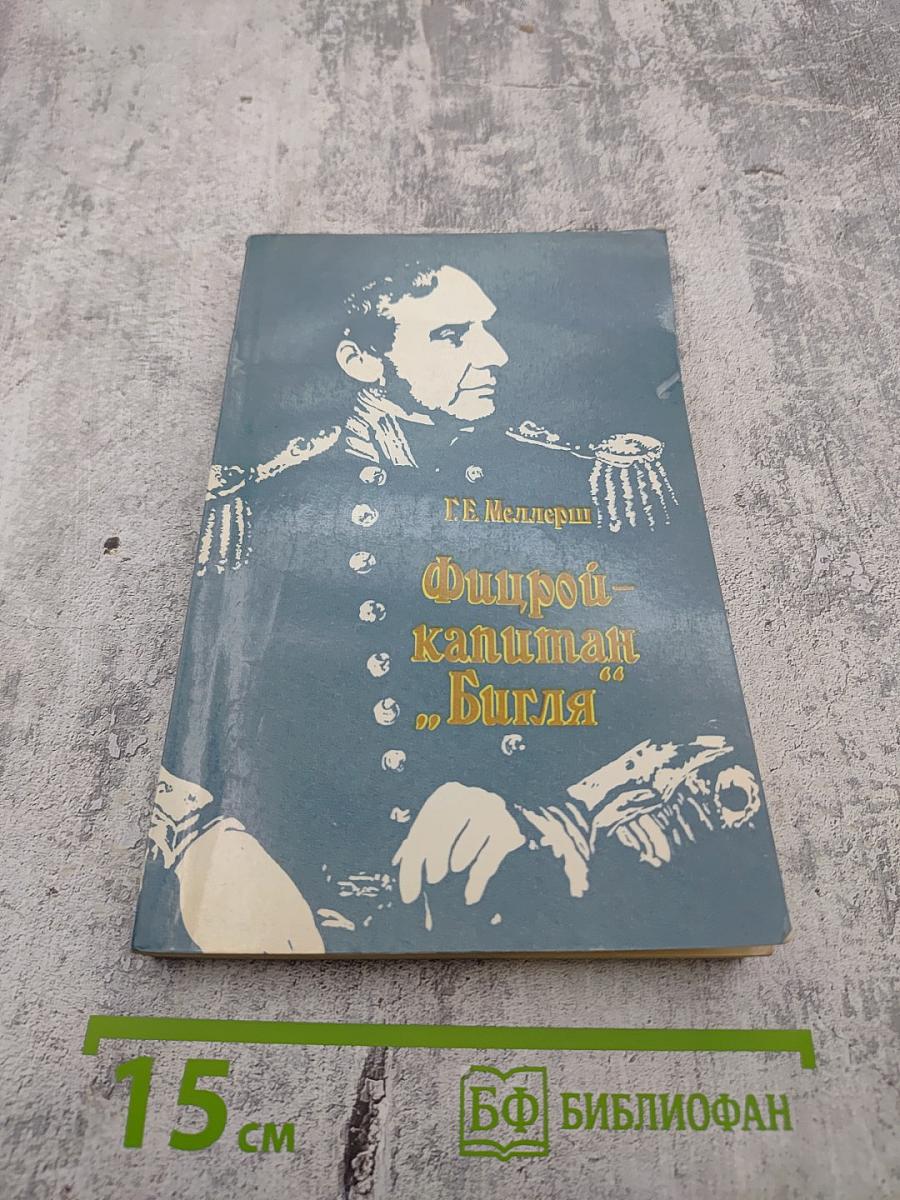 Г. Е. Меллерш
Фицрой–
капитан
„Бигля“
15 см
БФ БИБЛИОФАН